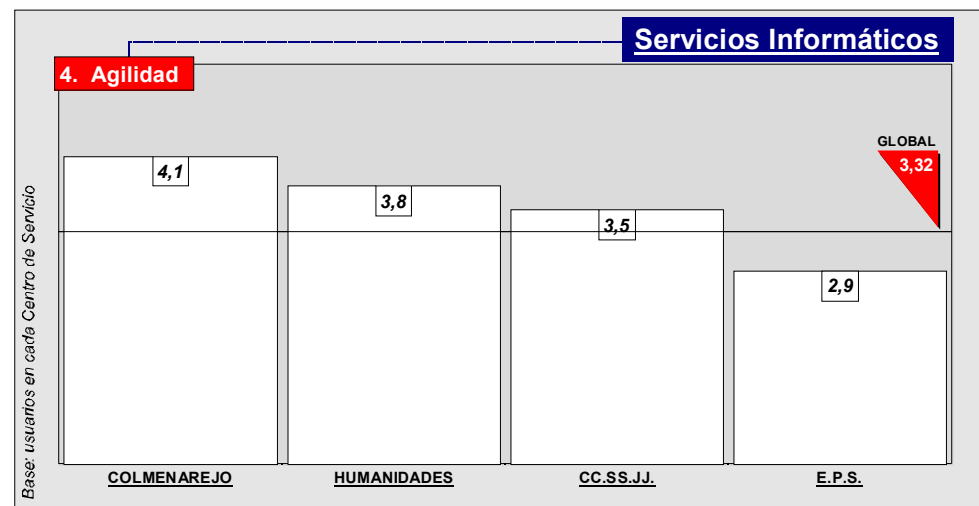 Servicios Informáticos
4. Agilidad
GLOBAL
3,32
4,1
3,8
3,5
2,9
Base: usuarios en cada Centro de Servicio
COLMENAREJO
HUMANIDADES
CC.SS.JJ.
E.P.S.